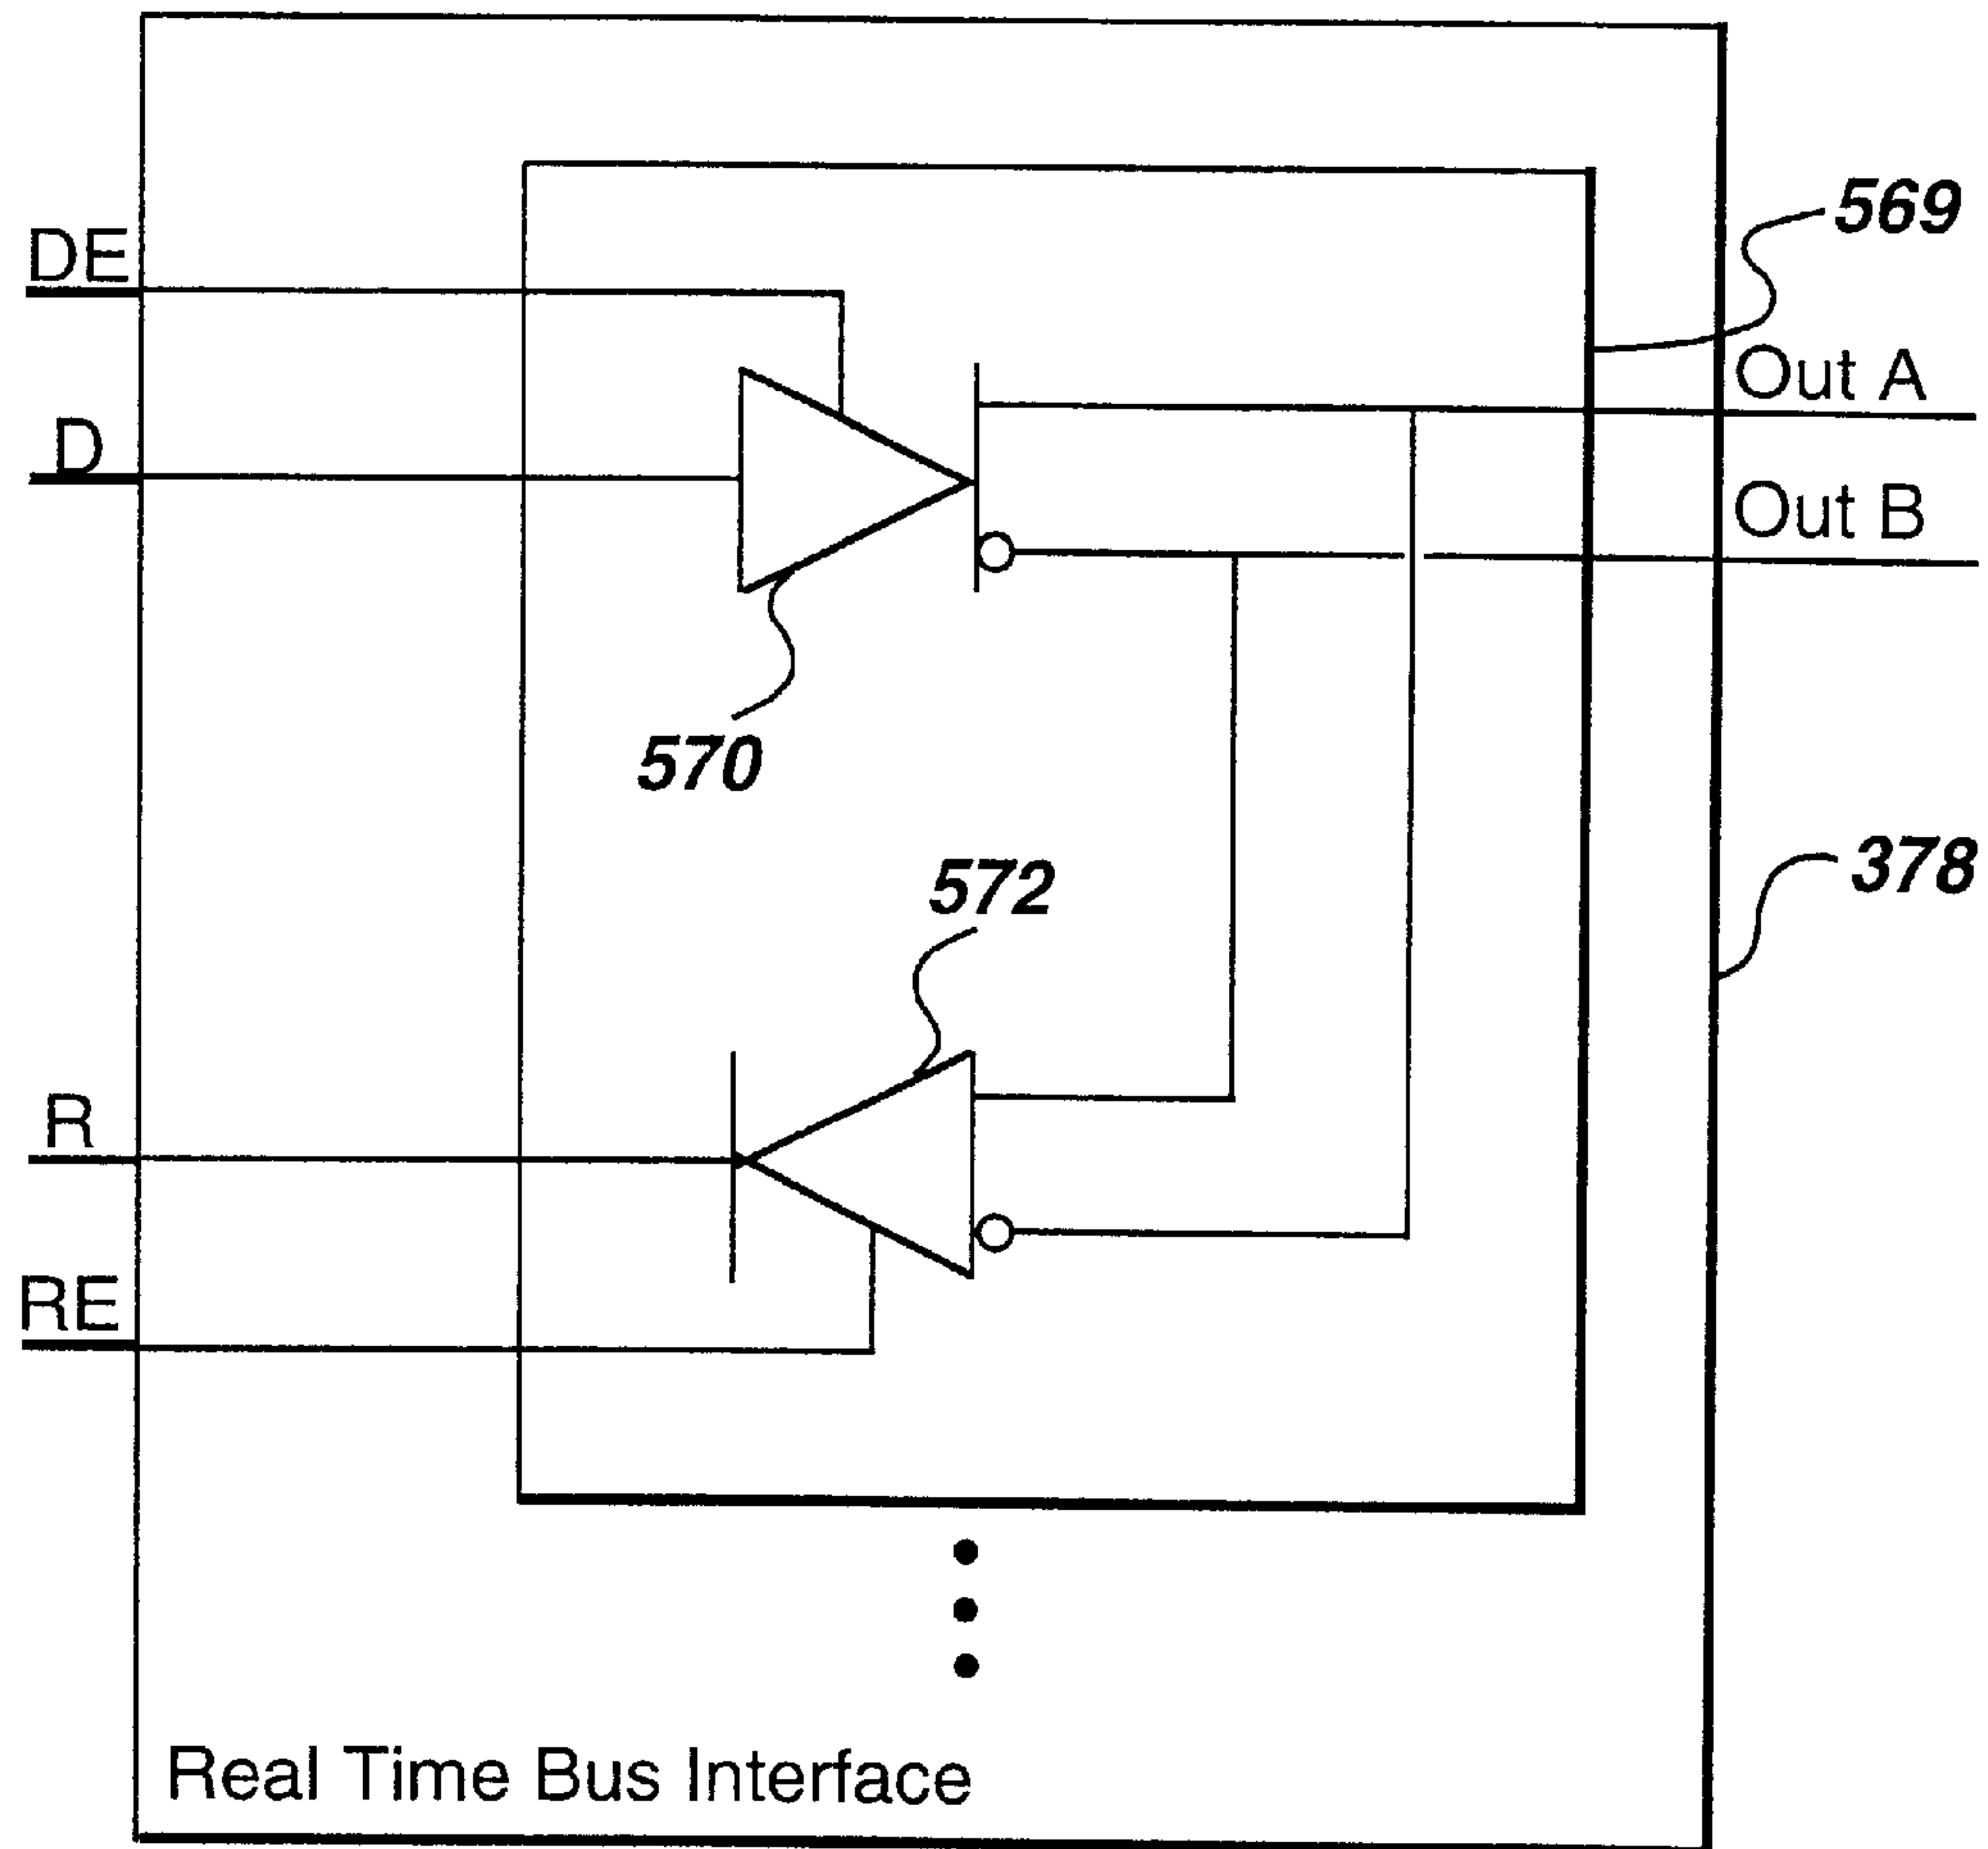 DE
569
Out A
D
Out B
570
572
378
R
RE
Real Time Bus Interface